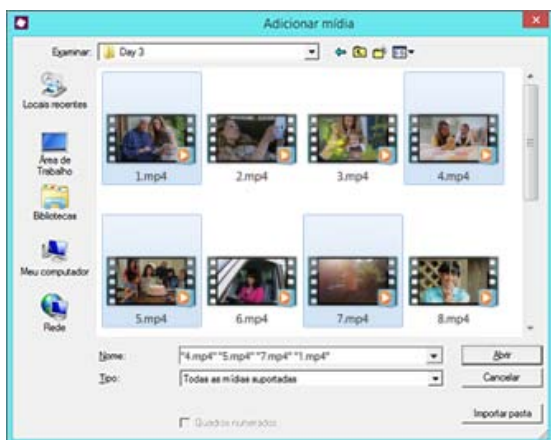 Adicionar mídia
Examinar: Day 3
Locais recentes
Área de
Trabalho
Bibliotecas
Meu computador
Rede
1.mp4 2.mp4 3.mp4 4.mp4
5.mp4 6.mp4 7.mp4 8.mp4
Nome: "4.mp4" "5.mp4" "7.mp4" "1.mp4" Abrir
Tipo: Todas as mídias suportadas Cancelar
Quadros numerados Importar pasta